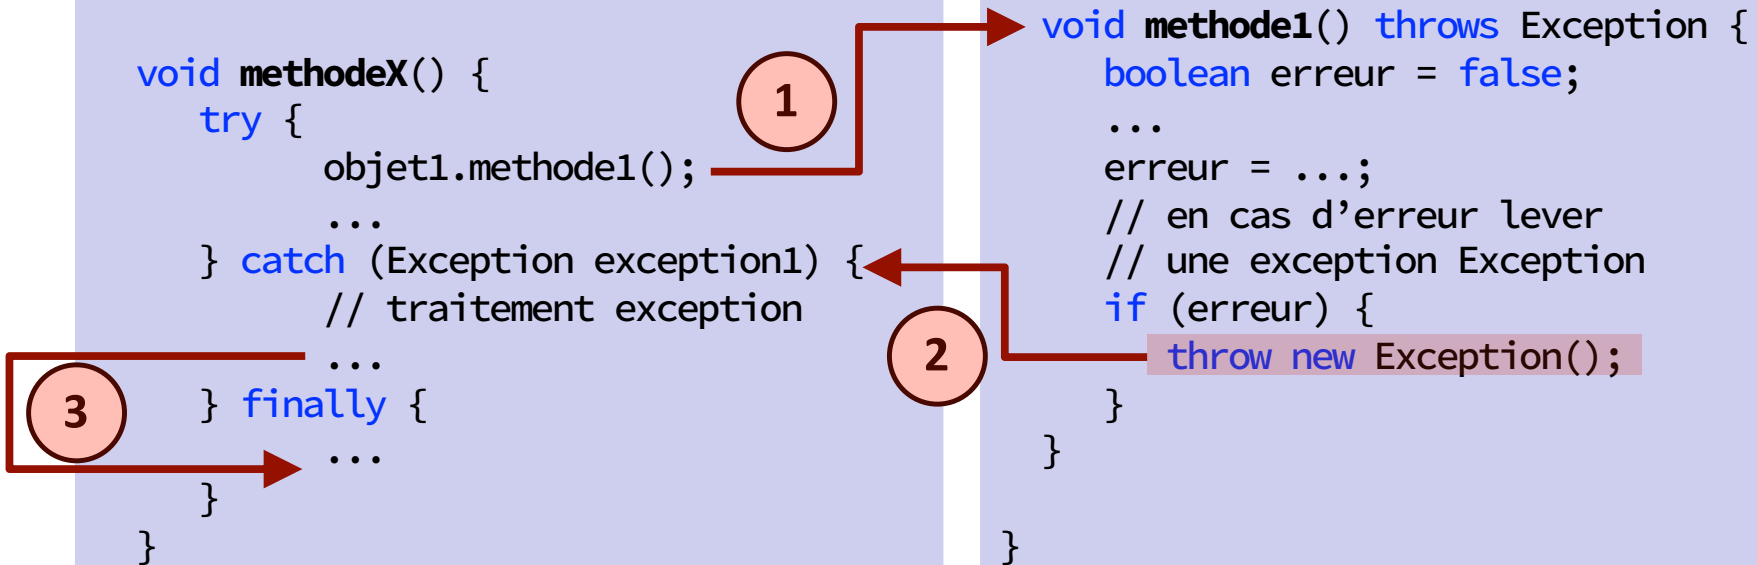 void methodeX() {
try {
objet1.methode1();
...
} catch (Exception exception1) {
// traitement exception
...
} finally {
...
}
}
1
2
3
void methode1() throws Exception {
boolean erreur = false;
...
erreur = ...;
// en cas d’erreur lever
// une exception Exception
if (erreur) {
throw new Exception();
}
}
}